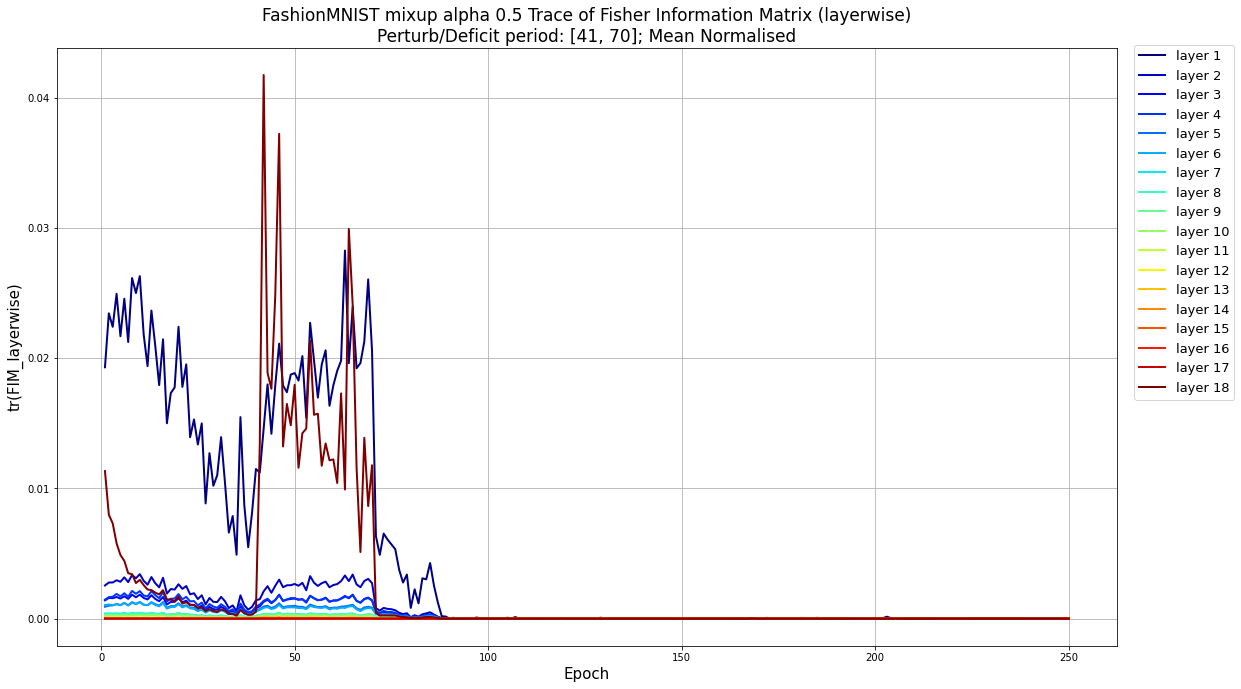 FashionMNIST mixup alpha 0.5 Trace of Fisher Information Matrix (layerwise)
Perturb/Deficit period: [41, 70]; Mean Normalised
tr(FIM_layerwise)
0.04
0.03
0.02
0.01
0.00
0
50
100
150
200
250
Epoch
layer 1
layer 2
layer 3
layer 4
layer 5
layer 6
layer 7
layer 8
layer 9
layer 10
layer 11
layer 12
layer 13
layer 14
layer 15
layer 16
layer 17
layer 18